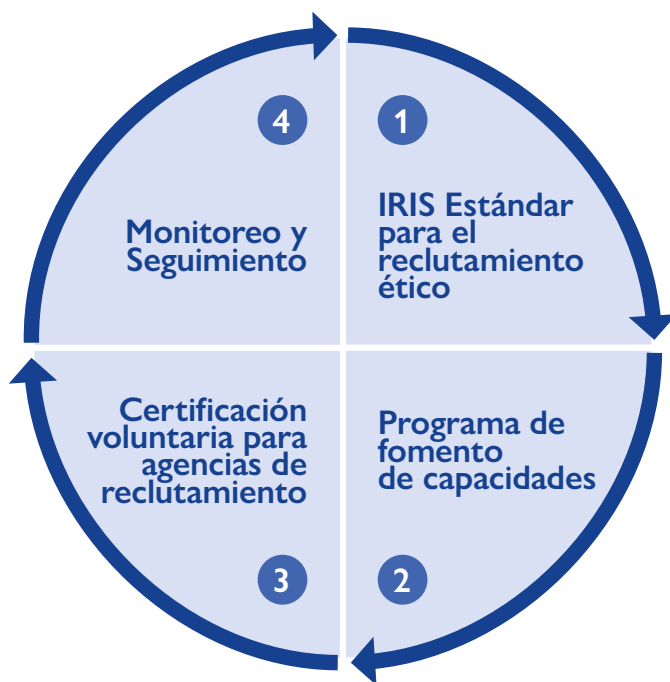 1
IRIS Estándar
para el
reclutamiento
ético
2
Programa de
fomento
de capacidades
3
Certificación
voluntaria para
agencias de
reclutamiento
4
Monitoreo y
Seguimiento